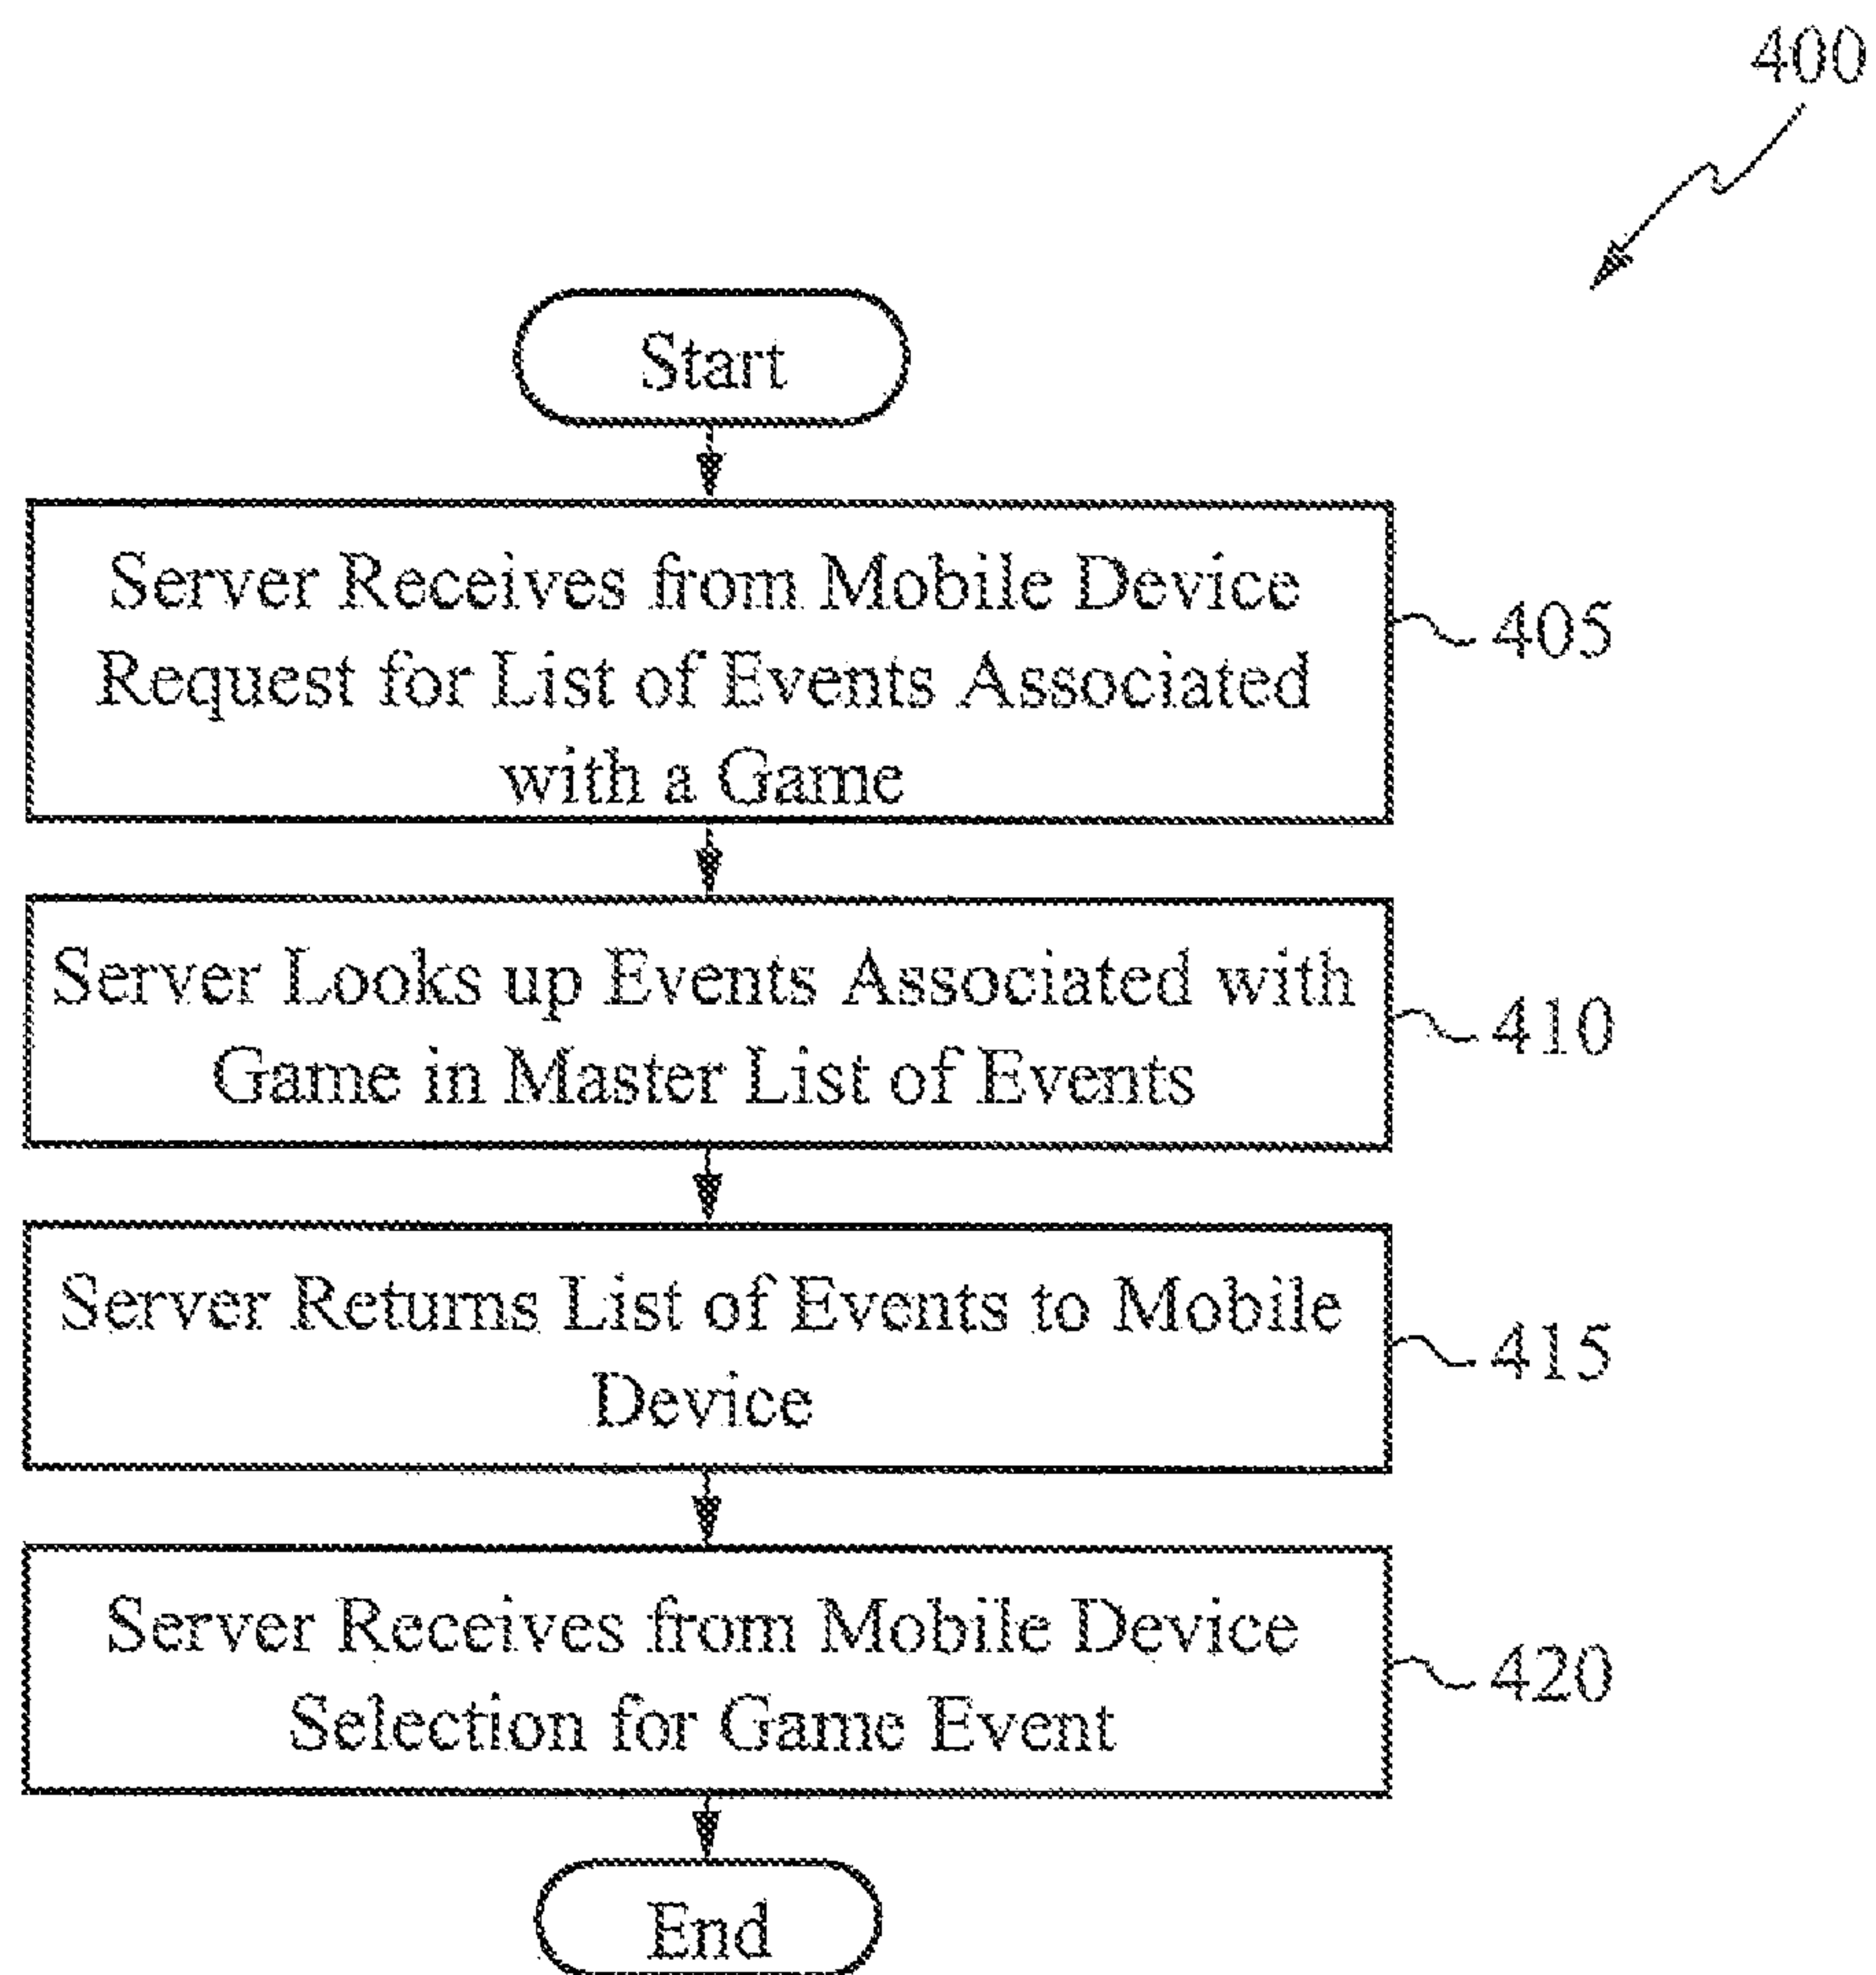 400
Start
Server Receives from Mobile Device
Request for List of Events Associated
with a Game
405
Server Looks up Events Associated with
Game in Master List of Events
410
Server Returns List of Events to Mobile
Device
415
Server Receives from Mobile Device
Selection for Game Event
420
End